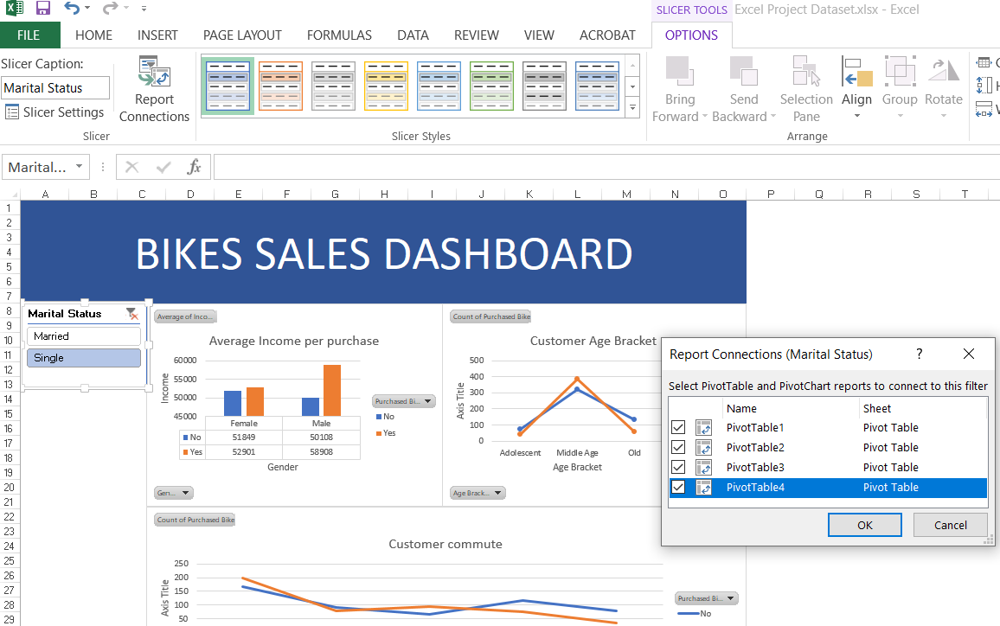 SLICER TOOLS Excel Project Dataset.xlsx - Excel
FILE HOME INSERT PAGE LAYOUT FORMULAS DATA REVIEW VIEW ACROBAT OPTIONS
Slicer Caption:
Marital Status
Slicer Settings
Report
Connections
Slicer
Slicer Styles
Bring
Forward
Send
Backward
Selection
Pane
Align
Group
Rotate
Arrange
Marital...
fx
A B C D E F G H I J K L M N O P Q R S T
1
2
3
4
5
6
7
8
9
10
11
12
13
14
15
16
17
18
19
20
21
22
23
24
25
26
27
28
29
BIKES SALES DASHBOARD
Marital Status
Married
Single
Average of Inco...
Average Income per purchase
60000
55000
50000
45000
Income
Female Male
No 51849 50108
Yes 52901 58908
Gender
Purchased Bi...
No
Yes
Gen...
Count of Purchased Bike
Customer Age Bracket
500
400
300
200
100
0
Axis Title
Adolescent Middle Age Old
Age Bracket
Age Brack...
Count of Purchased Bike
Customer commute
250
200
150
100
50
Axis Title
Purchased Bi...
No
Report Connections (Marital Status) ?
Select PivotTable and PivotChart reports to connect to this filter
Name Sheet
PivotTable1 Pivot Table
PivotTable2 Pivot Table
PivotTable3 Pivot Table
PivotTable4 Pivot Table
OK Cancel